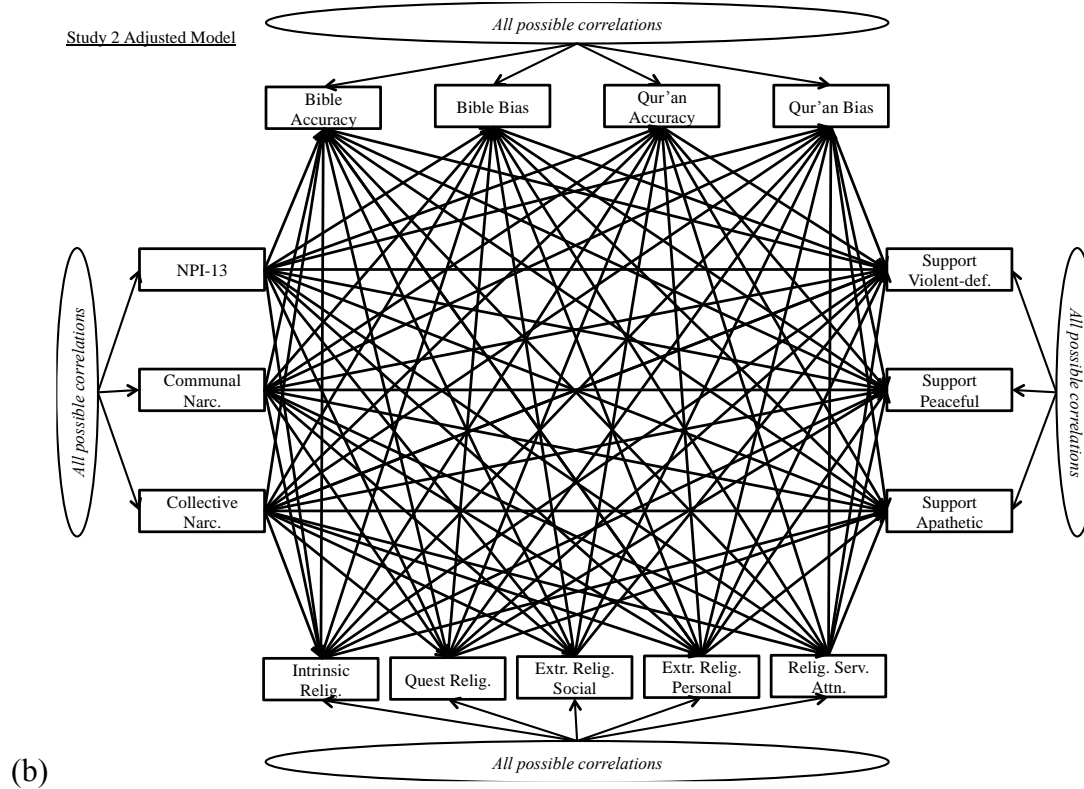 All possible correlations
Study 2 Adjusted Model
Bible
Accuracy
Bible Bias
Qur'an
Accuracy
Qur'an Bias
All possible correlations
NPI-13
Communal
Narc.
Collective
Narc.
Support
Violent-def.
Support
Peaceful
Support
Apathetic
All possible correlations
Intrinsic
Relig.
Quest Relig.
Extr. Relig.
Social
Extr. Relig.
Personal
Relig. Serv.
Attn.
All possible correlations
(b)